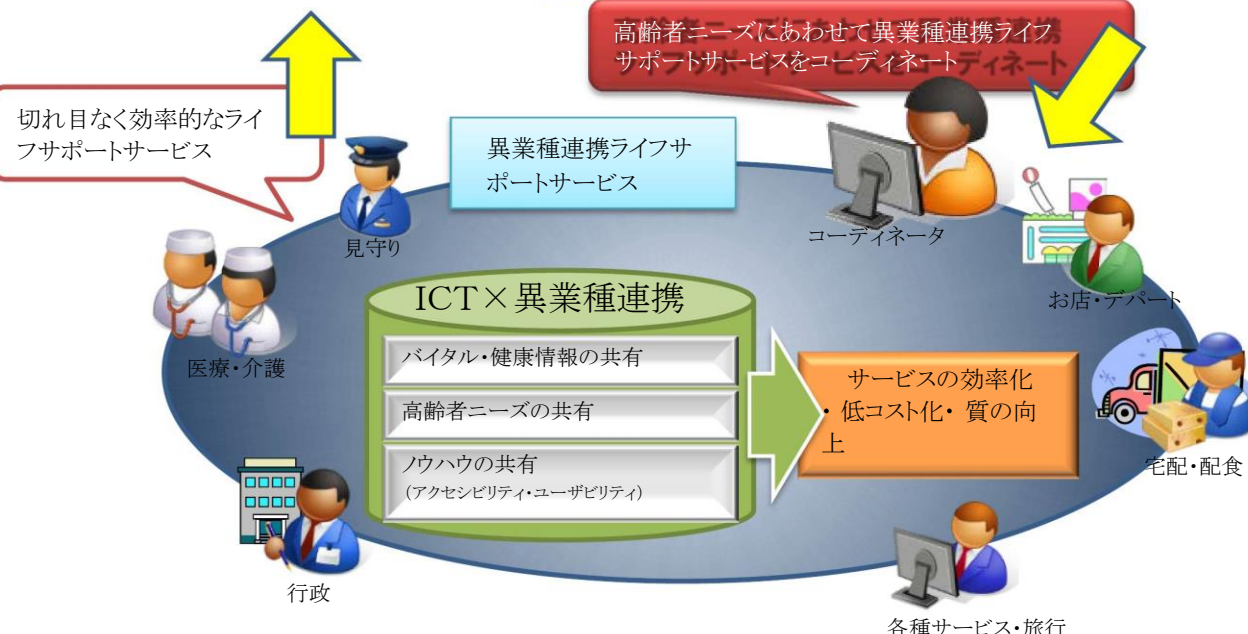 高齢者ニーズにあわせて異業種連携ライフ
サポートサービスをコーディネート
切れ目なく効率的なライ
フサポートサービス
異業種連携ライフサ
ポートサービス
コーディネータ
見守り
お店・デパート
医療・介護
ICT×異業種連携
バイタル・健康情報の共有
高齢者ニーズの共有
ノウハウの共有
(アクセシビリティ・ユーザビリティ)
サービスの効率化
・低コスト化・質の向
上
宅配・配食
行政
各種サービス・旅行